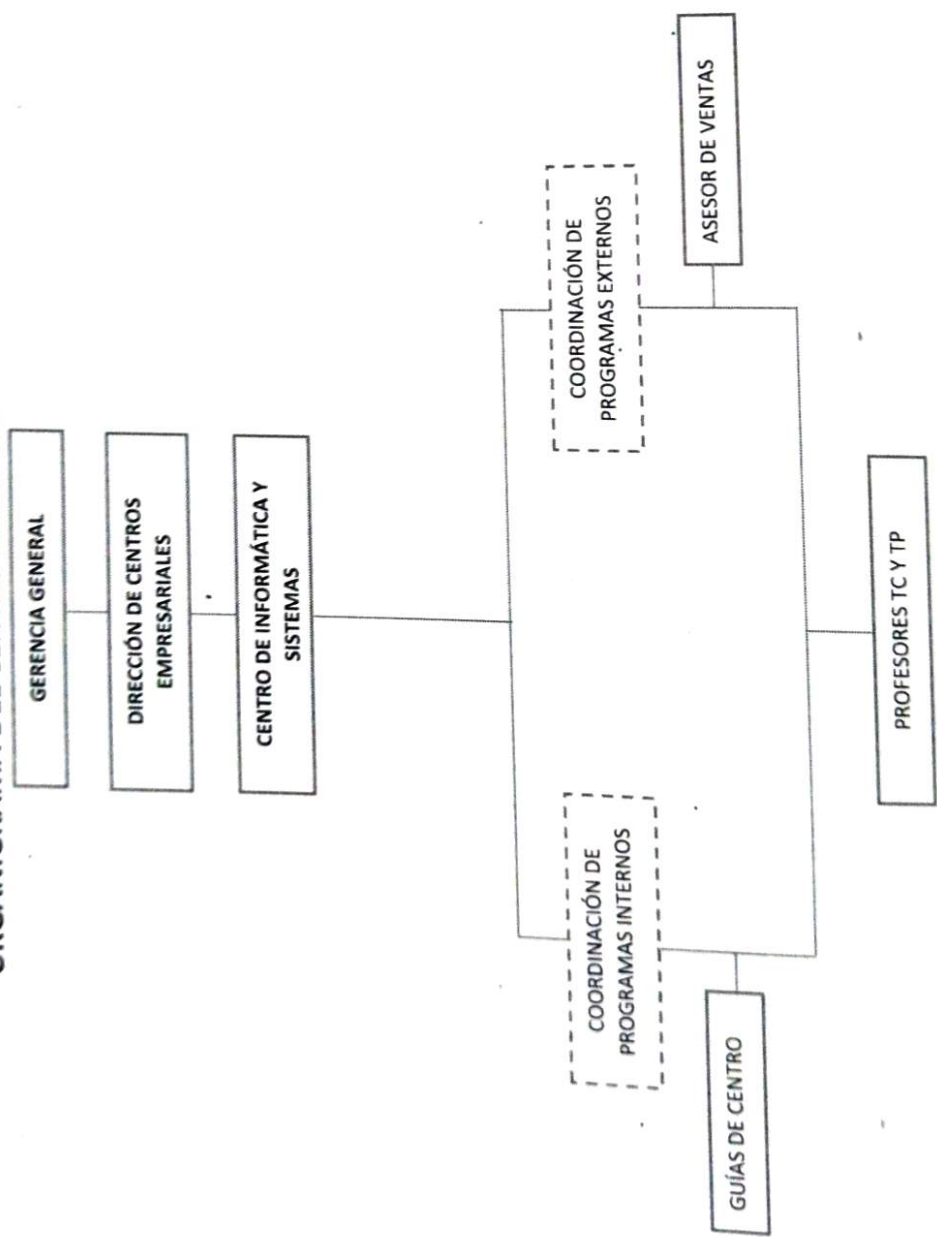 GERENCIA GENERAL
DIRECCIÓN DE CENTROS
EMPRESARIALES
CENTRO DE INFORMÁTICA Y
SISTEMAS
COORDINACIÓN DE
PROGRAMAS INTERNOS
COORDINACIÓN DE
PROGRAMAS EXTERNOS
GUÍAS DE CENTRO
ASESOR DE VENTAS
PROFESORES TC Y TP